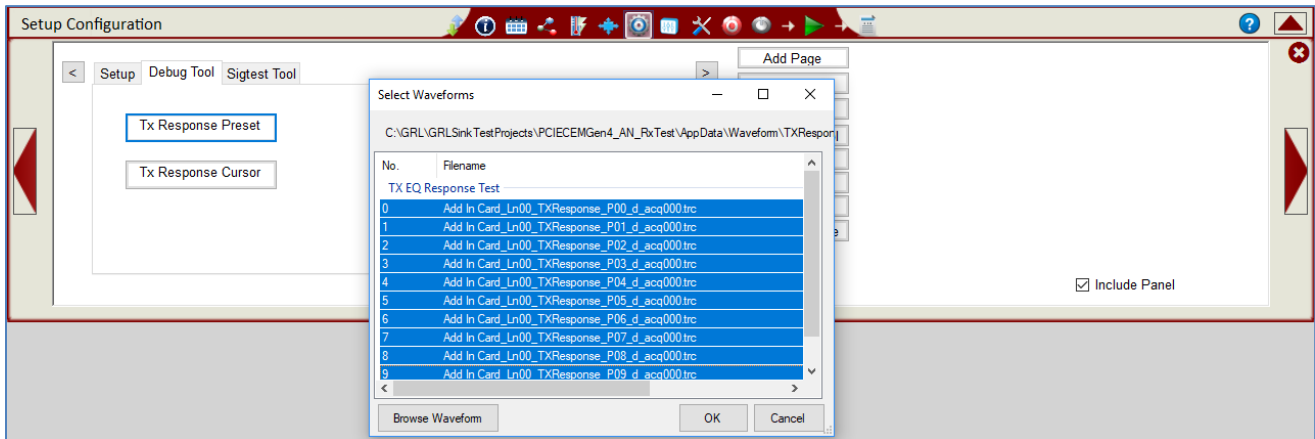 Setup Configuration
?
< Setup Debug Tool Sigtest Tool >
Add Page
Tx Response Preset
Tx Response Cursor
Select Waveforms
C:\GRL\GRLSinkTestProjects\PCIECEMGen4_AN_RxTest\AppData\Waveform\TXRespon
No. Filename
TX EQ Response Test
0 Add In Card_Ln00_TXResponse_P00_d_acq000.trc
1 Add In Card_Ln00_TXResponse_P01_d_acq000.trc
2 Add In Card_Ln00_TXResponse_P02_d_acq000.trc
3 Add In Card_Ln00_TXResponse_P03_d_acq000.trc
4 Add In Card_Ln00_TXResponse_P04_d_acq000.trc
5 Add In Card_Ln00_TXResponse_P05_d_acq000.trc
6 Add In Card_Ln00_TXResponse_P06_d_acq000.trc
7 Add In Card_Ln00_TXResponse_P07_d_acq000.trc
8 Add In Card_Ln00_TXResponse_P08_d_acq000.trc
9 Add In Card_Ln00_TXResponse_P09_d_acq000.trc
Browse Waveform OK Cancel
Include Panel